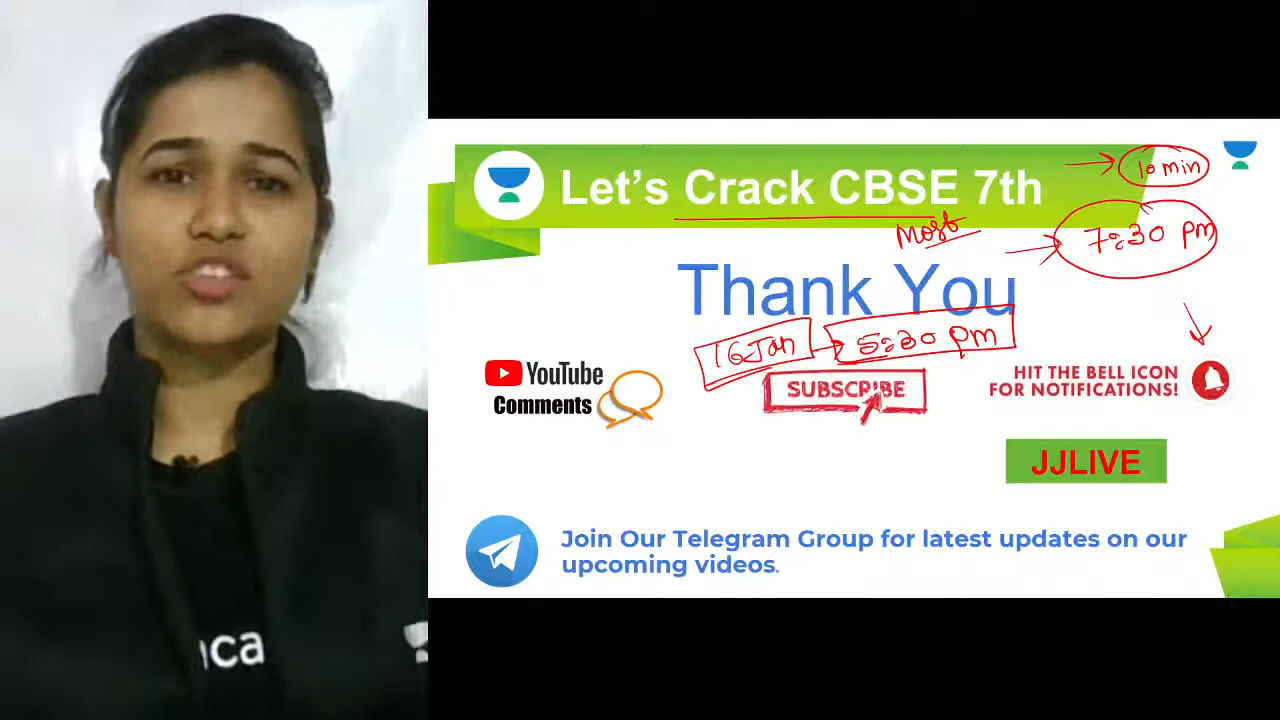 Let's Crack CBSE 7th
10 min
Most
7:30 pm
Thank You
16 Jan
5:30 pm
YouTube
Comments
SUBSCRIBE
HIT THE BELL ICON
FOR NOTIFICATIONS!
JJLIVE
Join Our Telegram Group for latest updates on our
upcoming videos.